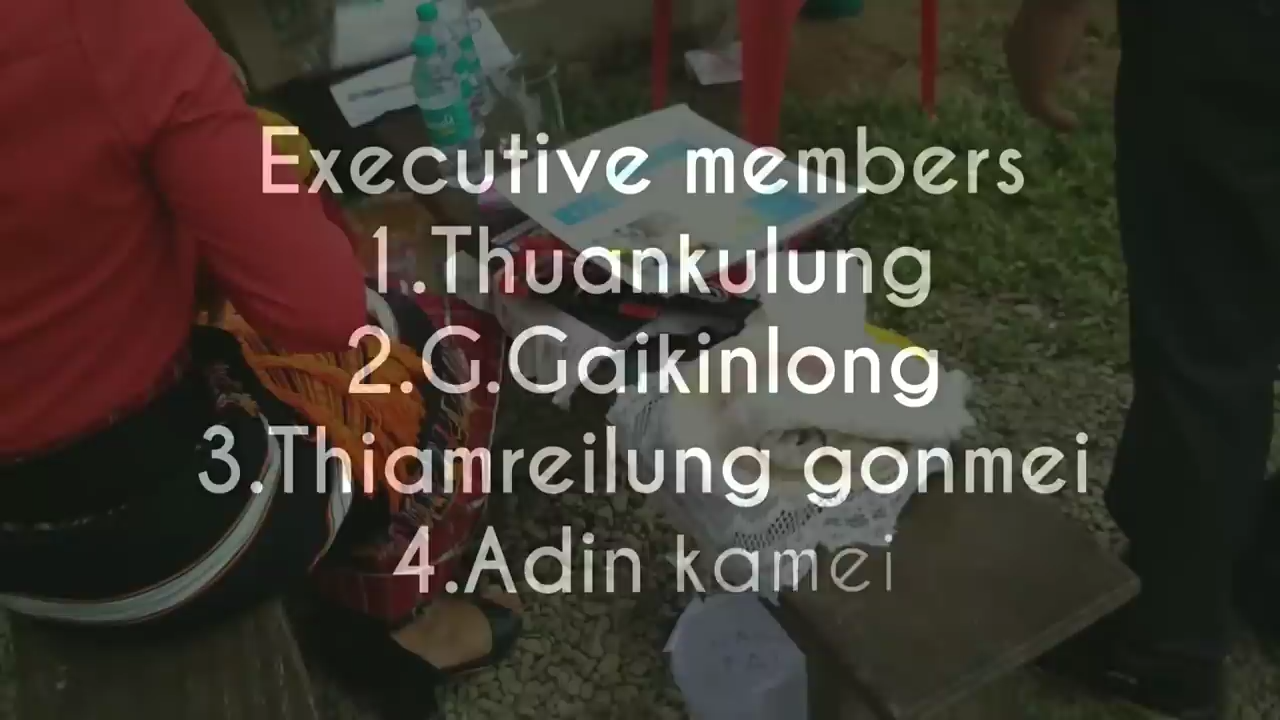 Executive members
1.Thuankulung
2.G.Gaikinlong
3.Thiamreilung gonmei
4.Adin kamei